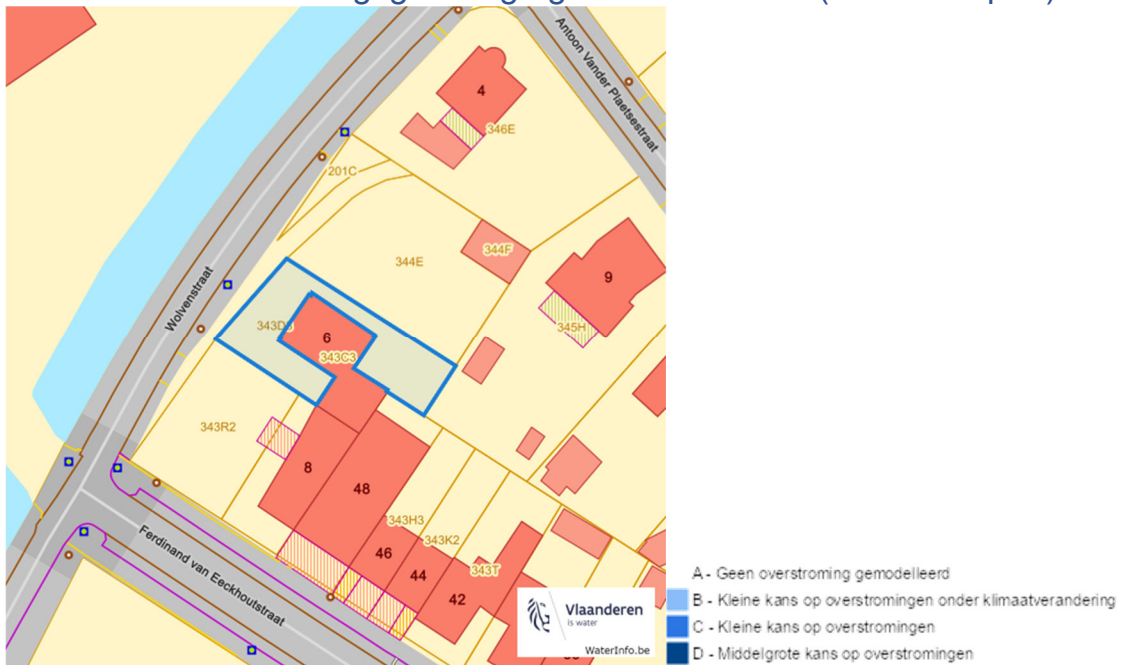 Antoon Vander Plaetsestraat
4
346E
201C
344F
344E
9
345H
Wolvenstraat
6
343C3
343R2
8
48
343H3
46
343K2
44
343T
42
Ferdinand van Eeckhoutstraat
Vlaanderen
is water
WaterInfo.be
A - Geen overstroming gemodelleerd
B - Kleine kans op overstromingen onder klimaatverandering
C - Kleine kans op overstromingen
D - Middelgrote kans op overstromingen